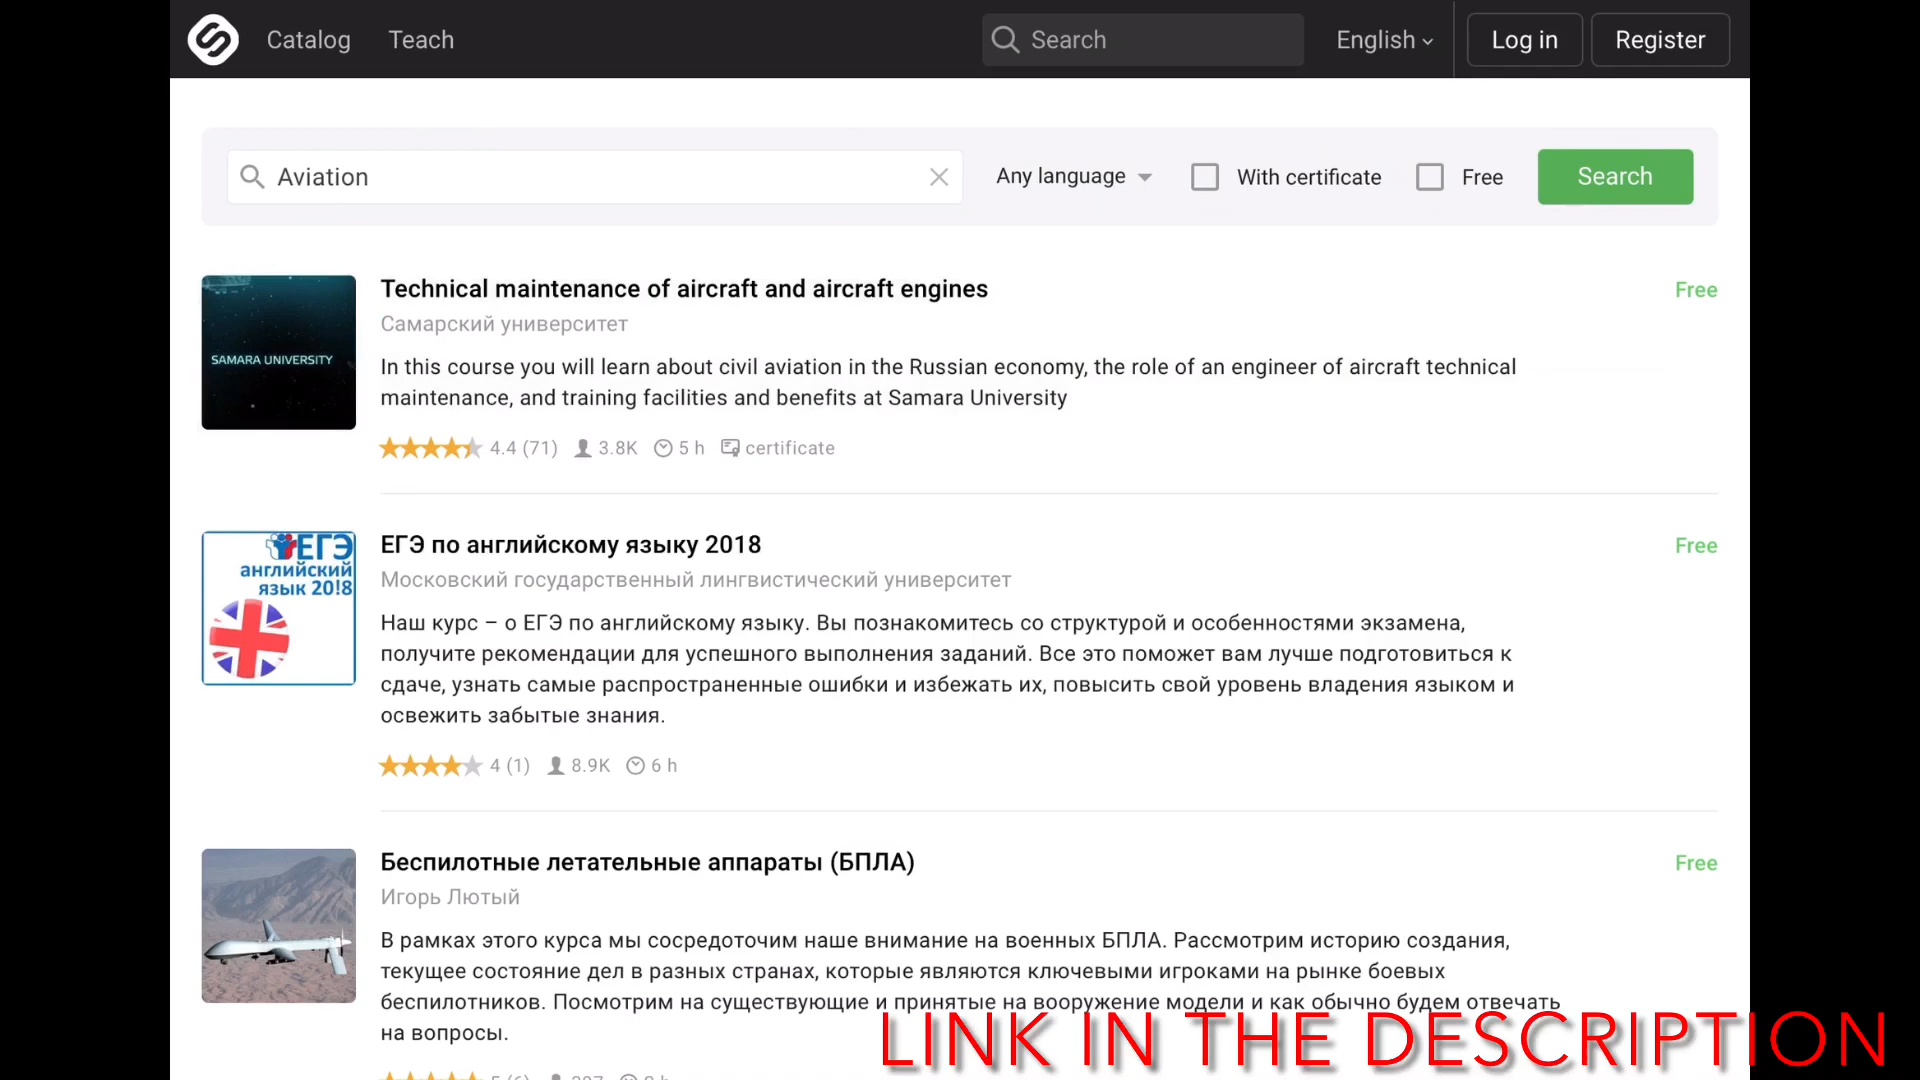 Catalog Teach Search English Log in Register
Aviation Any language With certificate Free Search
SAMARA UNIVERSITY
Technical maintenance of aircraft and aircraft engines Free
Самарский университет
In this course you will learn about civil aviation in the Russian economy, the role of an engineer of aircraft technical
maintenance, and training facilities and benefits at Samara University
4.4 (71) 3.8K 5 h certificate
ЕГЭ
английский
язык 20!8
ЕГЭ по английскому языку 2018 Free
Московский государственный лингвистический университет
Наш курс – о ЕГЭ по английскому языку. Вы познакомитесь со структурой и особенностями экзамена,
получите рекомендации для успешного выполнения заданий. Все это поможет вам лучше подготовиться к
сдаче, узнать самые распространенные ошибки и избежать их, повысить свой уровень владения языком и
освежить забытые знания.
4 (1) 8.9K 6 h
Беспилотные летательные аппараты (БПЛА) Free
Игорь Лютый
В рамках этого курса мы сосредоточим наше внимание на военных БПЛА. Рассмотрим историю создания,
текущее состояние дел в разных странах, которые являются ключевыми игроками на рынке боевых
беспилотников. Посмотрим на существующие и принятые на вооружение модели и как обычно будем отвечать
на вопросы.
LINK IN THE DESCRIPTION